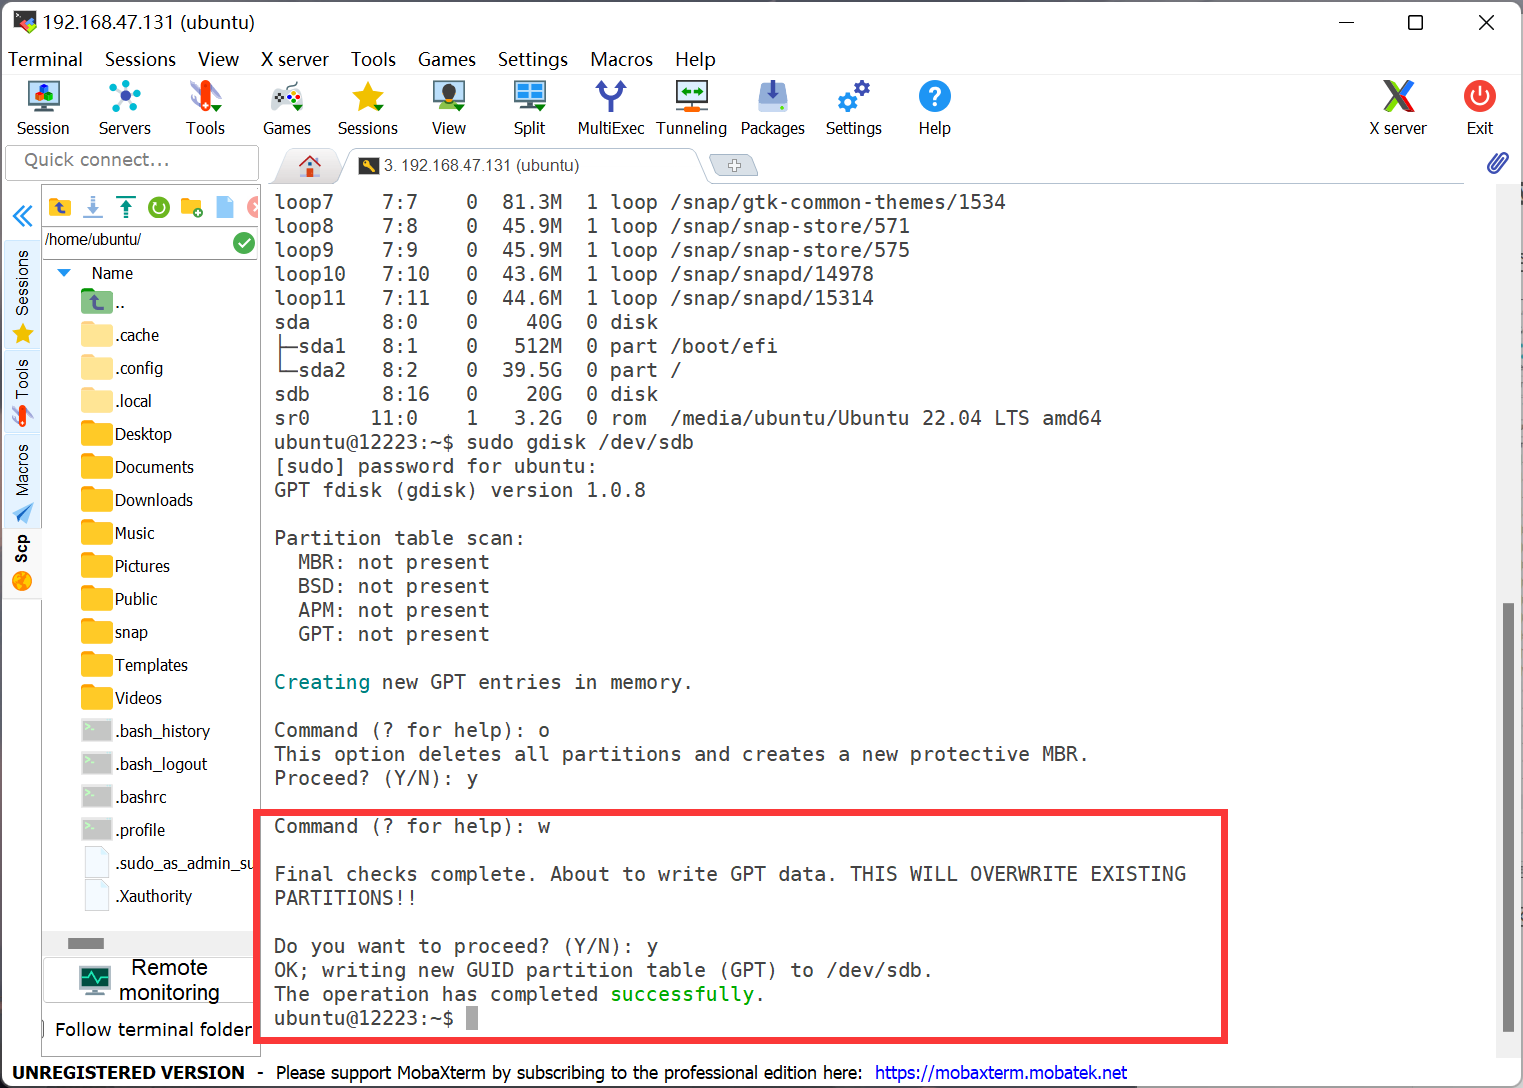 192.168.47.131 (ubuntu)
Terminal Sessions View X server Tools Games Settings Macros Help
Session Servers Tools Games Sessions View Split MultiExec Tunneling Packages Settings Help X server Exit
Quick connect...
3. 192.168.47.131 (ubuntu)
/home/ubuntu/
Name
..
.cache
.config
.local
Desktop
Documents
Downloads
Music
Pictures
Public
snap
Templates
Videos
.bash_history
.bash_logout
.bashrc
.profile
.sudo_as_admin_su
.Xauthority
Sessions
Tools
Macros
Scp
Remote
monitoring
Follow terminal folder
loop7    7:7    0  81.3M  1 loop /snap/gtk-common-themes/1534
loop8    7:8    0  45.9M  1 loop /snap/snap-store/571
loop9    7:9    0  45.9M  1 loop /snap/snap-store/575
loop10   7:10   0  43.6M  1 loop /snap/snapd/14978
loop11   7:11   0  44.6M  1 loop /snap/snapd/15314
sda      8:0    0    40G  0 disk
├─sda1   8:1    0   512M  0 part /boot/efi
└─sda2   8:2    0  39.5G  0 part /
sdb      8:16   0    20G  0 disk
sr0     11:0    1   3.2G  0 rom  /media/ubuntu/Ubuntu 22.04 LTS amd64
ubuntu@12223:~$ sudo gdisk /dev/sdb
[sudo] password for ubuntu:
GPT fdisk (gdisk) version 1.0.8
Partition table scan:
MBR: not present
BSD: not present
APM: not present
GPT: not present
Creating new GPT entries in memory.
Command (? for help): o
This option deletes all partitions and creates a new protective MBR.
Proceed? (Y/N): y
Command (? for help): w
Final checks complete. About to write GPT data. THIS WILL OVERWRITE EXISTING
PARTITIONS!!
Do you want to proceed? (Y/N): y
OK; writing new GUID partition table (GPT) to /dev/sdb.
The operation has completed successfully.
ubuntu@12223:~$
UNREGISTERED VERSION - Please support MobaXterm by subscribing to the professional edition here: https://mobaxterm.mobatek.net